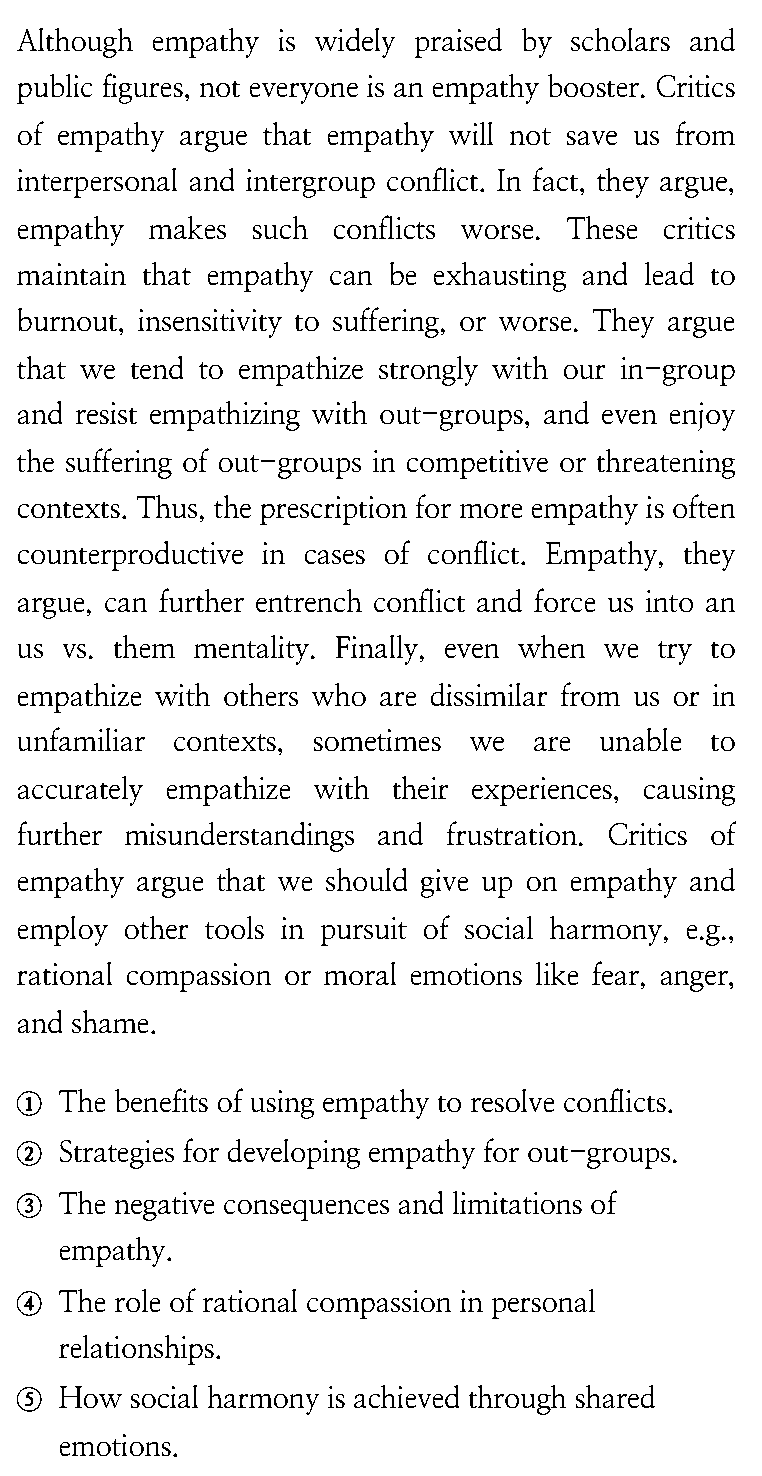 Although empathy is widely praised by scholars and
public figures, not everyone is an empathy booster. Critics
of empathy argue that empathy will not save us from
interpersonal and intergroup conflict. In fact, they argue,
empathy makes such conflicts worse. These critics
maintain that empathy can be exhausting and lead to
burnout, insensitivity to suffering, or worse. They argue
that we tend to empathize strongly with our in-group
and resist empathizing with out-groups, and even enjoy
the suffering of out-groups in competitive or threatening
contexts. Thus, the prescription for more empathy is often
counterproductive in cases of conflict. Empathy, they
argue, can further entrench conflict and force us into an
us vs. them mentality. Finally, even when we try to
empathize with others who are dissimilar from us or in
unfamiliar contexts, sometimes we are unable to
accurately empathize with their experiences, causing
further misunderstandings and frustration. Critics of
empathy argue that we should give up on empathy and
employ other tools in pursuit of social harmony, e.g.,
rational compassion or moral emotions like fear, anger,
and shame.
① The benefits of using empathy to resolve conflicts.
② Strategies for developing empathy for out-groups.
③ The negative consequences and limitations of
empathy.
④ The role of rational compassion in personal
relationships.
⑤ How social harmony is achieved through shared
emotions.